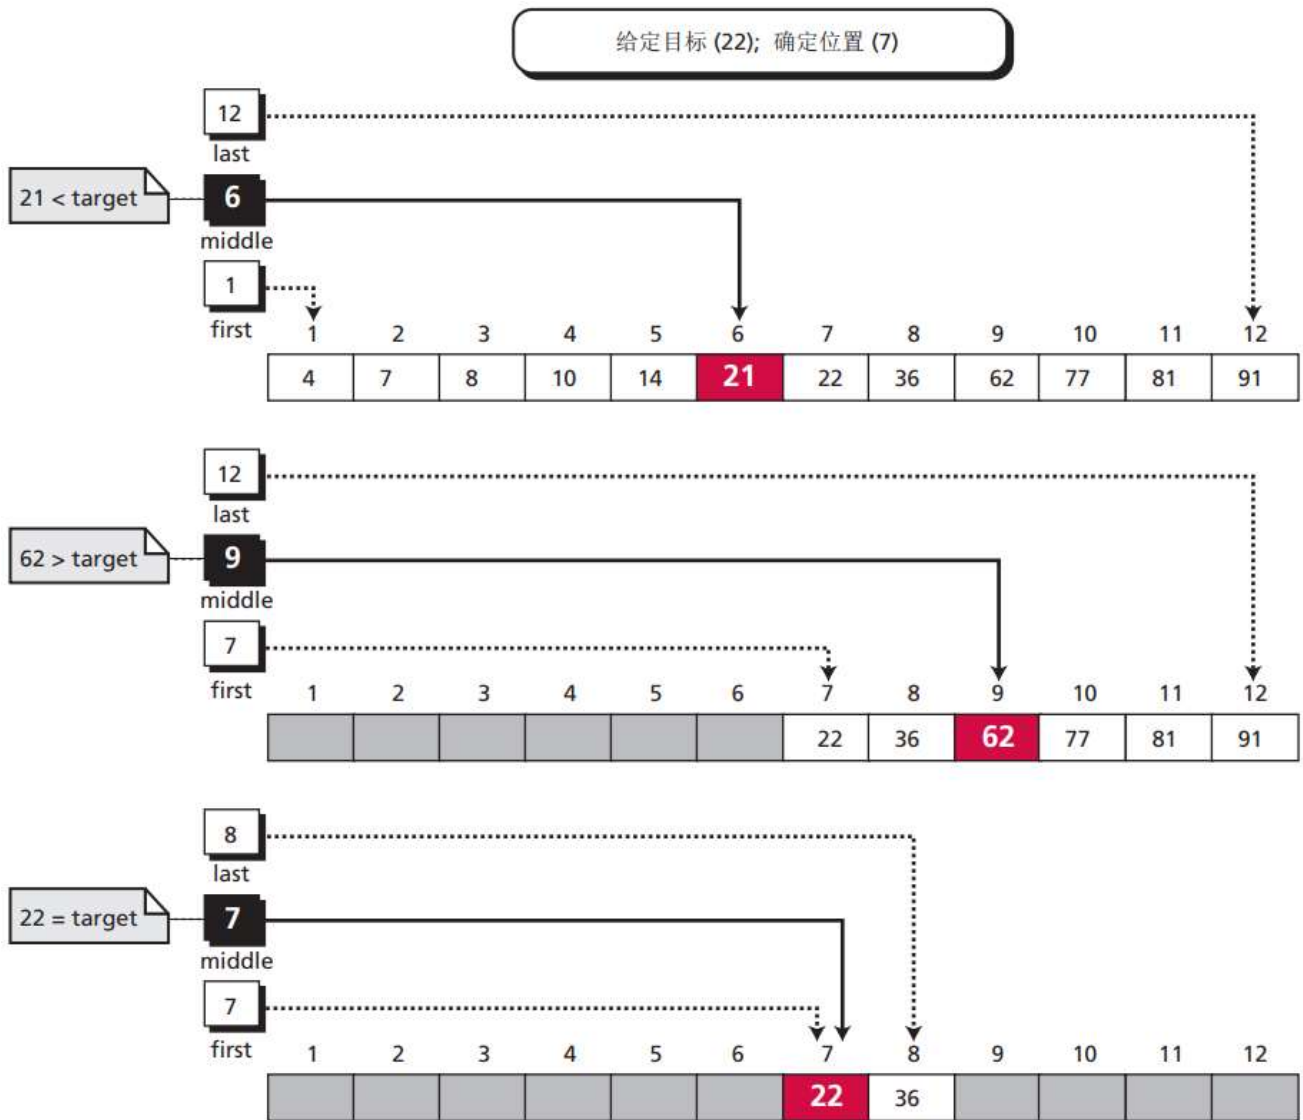 给定目标 (22); 确定位置 (7)
12
last
21 < target
6
middle
1
first
1 2 3 4 5 6 7 8 9 10 11 12
4 7 8 10 14 21 22 36 62 77 81 91
12
last
62 > target
9
middle
7
first
1 2 3 4 5 6 7 8 9 10 11 12
22 36 62 77 81 91
8
last
22 = target
7
middle
7
first
1 2 3 4 5 6 7 8 9 10 11 12
22 36